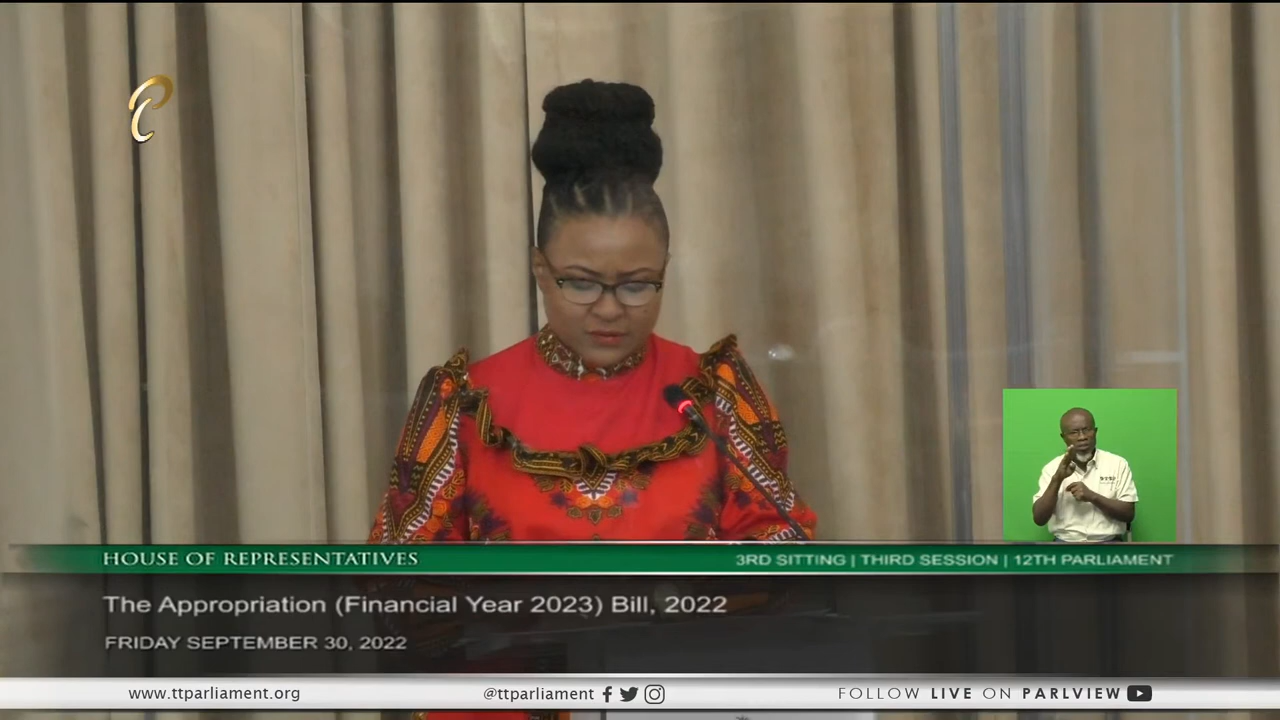 HOUSE OF REPRESENTATIVES
3RD SITTING | THIRD SESSION | 12TH PARLIAMENT
The Appropriation (Financial Year 2023) Bill, 2022
FRIDAY SEPTEMBER 30, 2022
www.ttparliament.org
@ttparliament
FOLLOW LIVE ON PARLVIEW